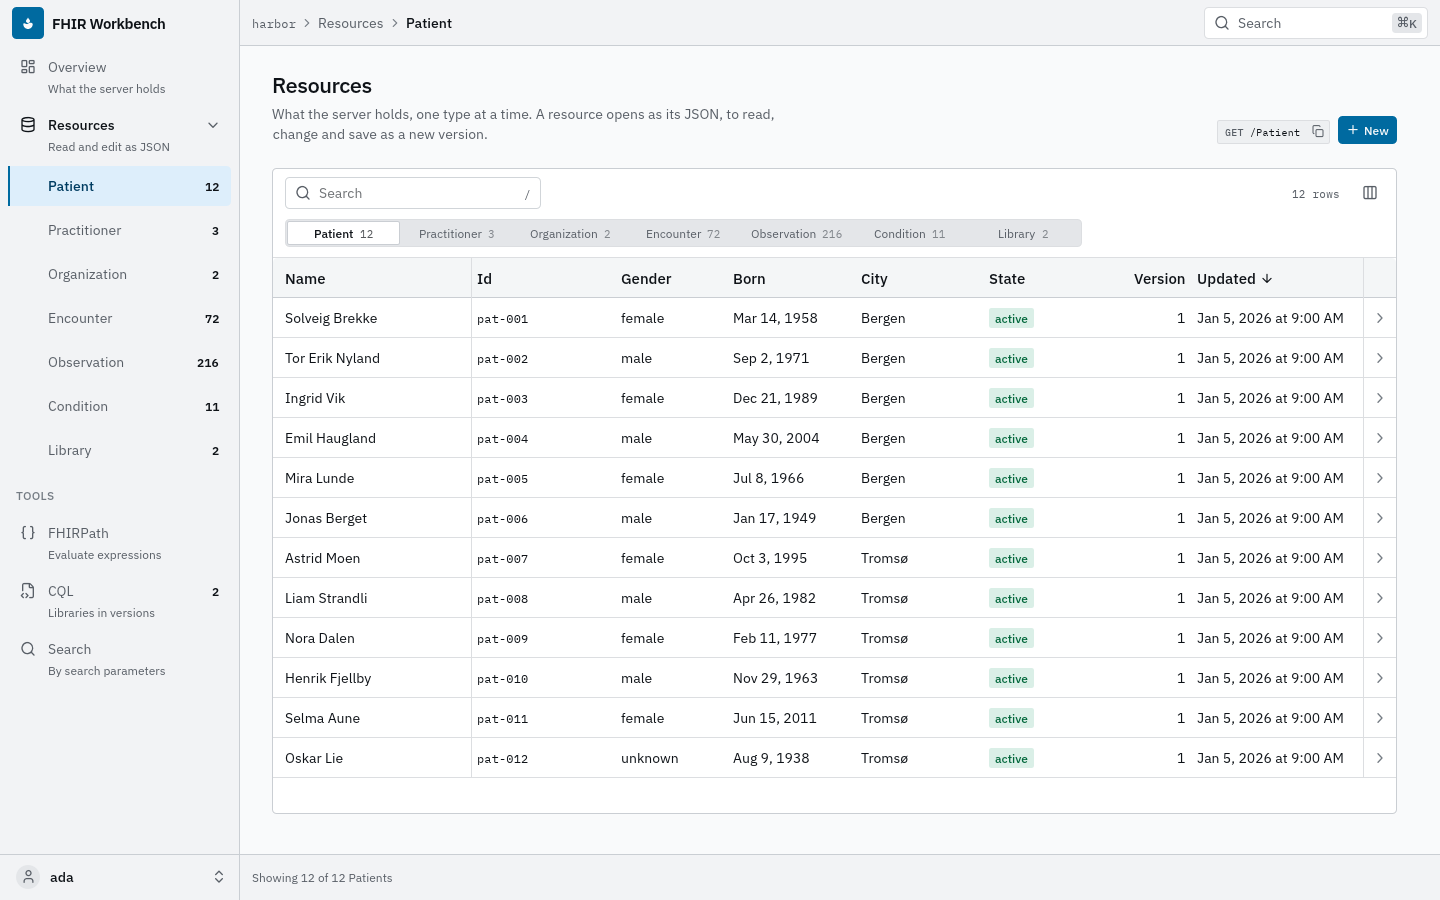 FHIR Workbench
harbor > Resources > Patient
Search ⌘K
Overview
What the server holds
Resources
Read and edit as JSON
Patient 12
Practitioner 3
Organization 2
Encounter 72
Observation 216
Condition 11
Library 2
TOOLS
FHIRPath
Evaluate expressions
CQL 2
Libraries in versions
Search
By search parameters
ada
Resources
What the server holds, one type at a time. A resource opens as its JSON, to read,
change and save as a new version.
GET /Patient
New
Search /
12 rows
Patient 12 Practitioner 3 Organization 2 Encounter 72 Observation 216 Condition 11 Library 2
Name Id Gender Born City State Version Updated ↓
Solveig Brekke pat-001 female Mar 14, 1958 Bergen active 1 Jan 5, 2026 at 9:00 AM
Tor Erik Nyland pat-002 male Sep 2, 1971 Bergen active 1 Jan 5, 2026 at 9:00 AM
Ingrid Vik pat-003 female Dec 21, 1989 Bergen active 1 Jan 5, 2026 at 9:00 AM
Emil Haugland pat-004 male May 30, 2004 Bergen active 1 Jan 5, 2026 at 9:00 AM
Mira Lunde pat-005 female Jul 8, 1966 Bergen active 1 Jan 5, 2026 at 9:00 AM
Jonas Berget pat-006 male Jan 17, 1949 Bergen active 1 Jan 5, 2026 at 9:00 AM
Astrid Moen pat-007 female Oct 3, 1995 Tromsø active 1 Jan 5, 2026 at 9:00 AM
Liam Strandli pat-008 male Apr 26, 1982 Tromsø active 1 Jan 5, 2026 at 9:00 AM
Nora Dalen pat-009 female Feb 11, 1977 Tromsø active 1 Jan 5, 2026 at 9:00 AM
Henrik Fjellby pat-010 male Nov 29, 1963 Tromsø active 1 Jan 5, 2026 at 9:00 AM
Selma Aune pat-011 female Jun 15, 2011 Tromsø active 1 Jan 5, 2026 at 9:00 AM
Oskar Lie pat-012 unknown Aug 9, 1938 Tromsø active 1 Jan 5, 2026 at 9:00 AM
Showing 12 of 12 Patients